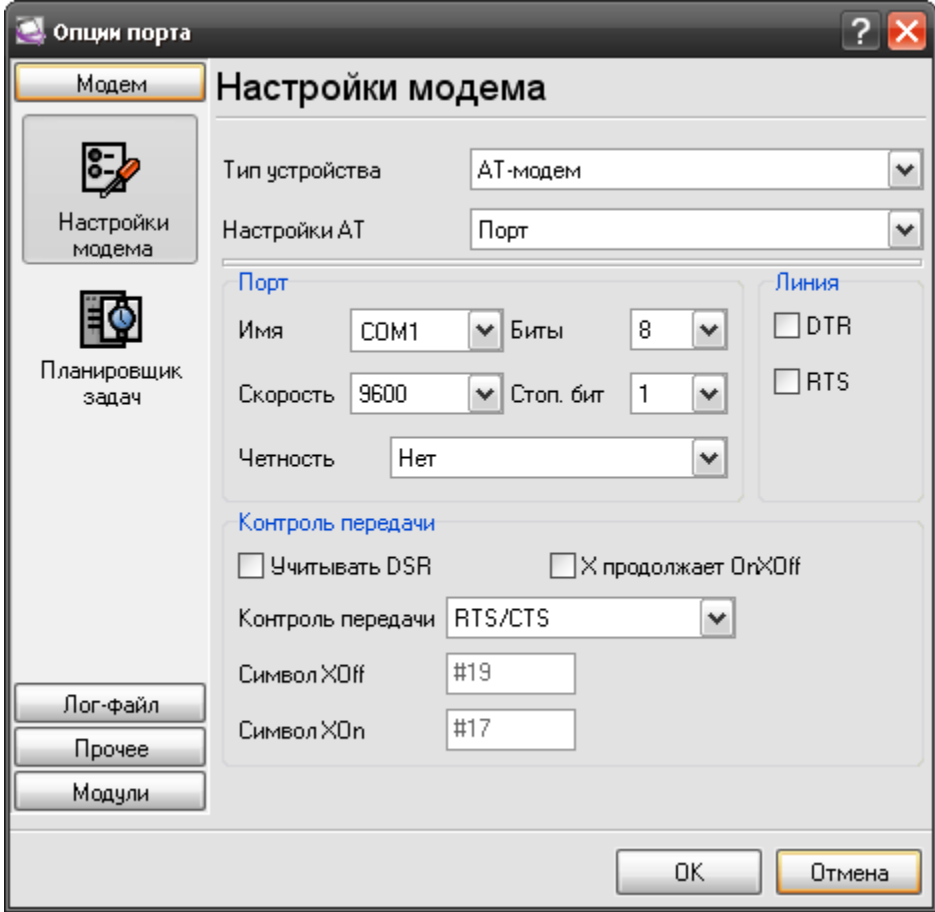 Опции порта
Модем
Настройки модема
Настройки
модема
Планировщик
задач
Лог-файл
Прочее
Модули
Тип устройства
АТ-модем
Настройки АТ
Порт
Порт
Имя
COM1
Биты
8
Скорость
9600
Стоп. бит
1
Четность
Нет
Линия
DTR
RTS
Контроль передачи
Учитывать DSR
X продолжает OnXOff
Контроль передачи
RTS/CTS
Символ XOff
#19
Символ XOn
#17
OK
Отмена